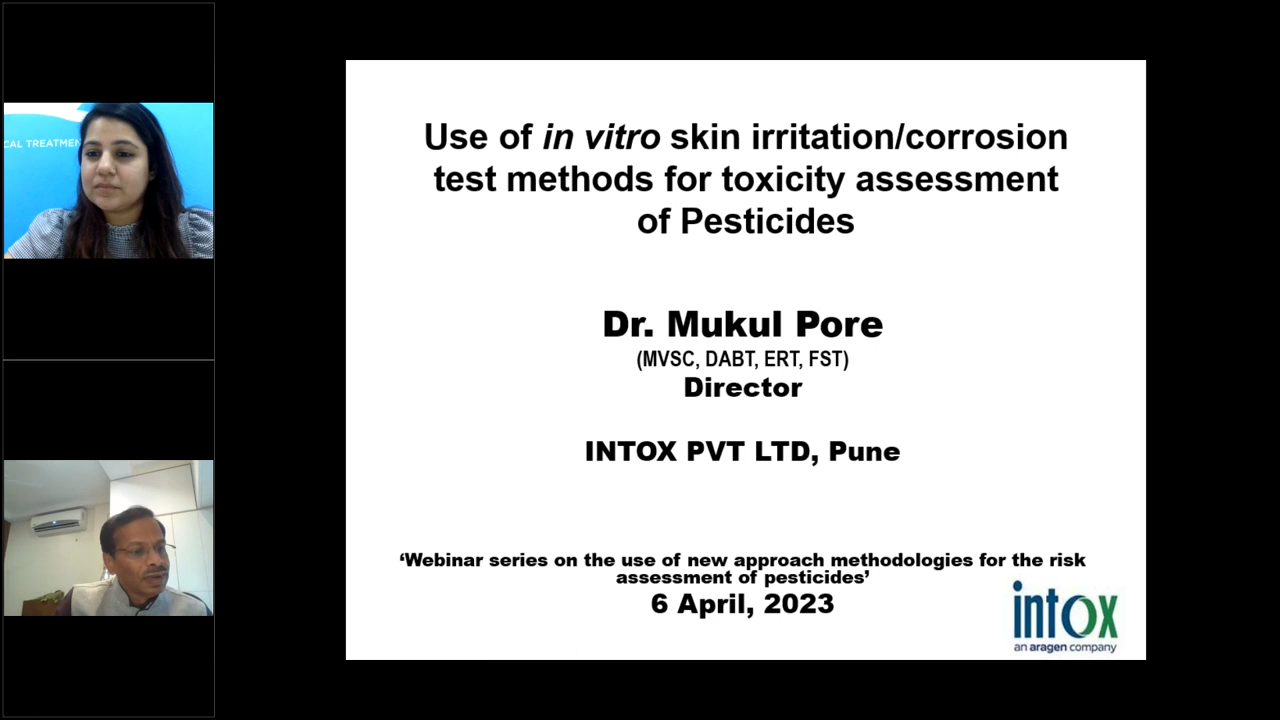 CAL TREATMEN
Use of in vitro skin irritation/corrosion
test methods for toxicity assessment
of Pesticides
Dr. Mukul Pore
(MVSC, DABT, ERT, FST)
Director
INTOX PVT LTD, Pune
‘Webinar series on the use of new approach methodologies for the risk
assessment of pesticides’
6 April, 2023
intox
an aragen company